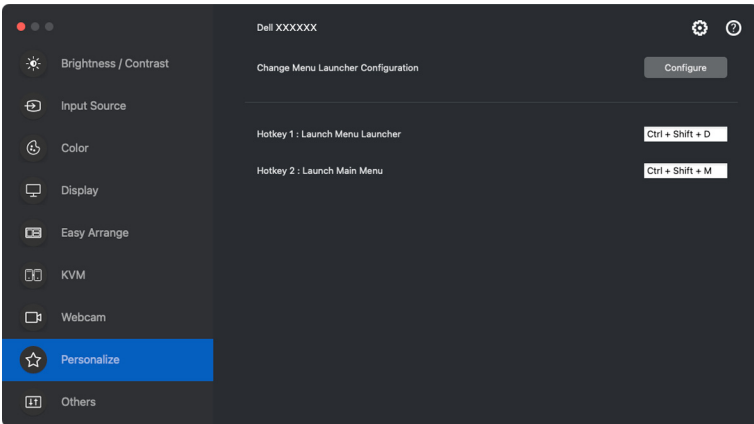 Dell XXXXXX
Brightness / Contrast
Input Source
Color
Display
Easy Arrange
KVM
Webcam
Personalize
Others
Change Menu Launcher Configuration
Configure
Hotkey 1 : Launch Menu Launcher
Ctrl + Shift + D
Hotkey 2 : Launch Main Menu
Ctrl + Shift + M